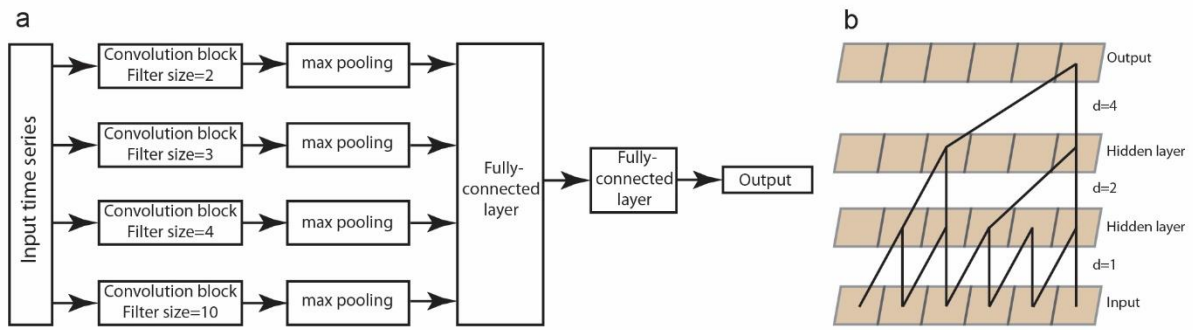 a
Input time series
Convolution block
Filter size=2
max pooling
Convolution block
Filter size=3
max pooling
Convolution block
Filter size=4
max pooling
Convolution block
Filter size=10
max pooling
Fully-
connected
layer
Fully-
connected
layer
Output
b
Output
d=4
Hidden layer
d=2
Hidden layer
d=1
Input